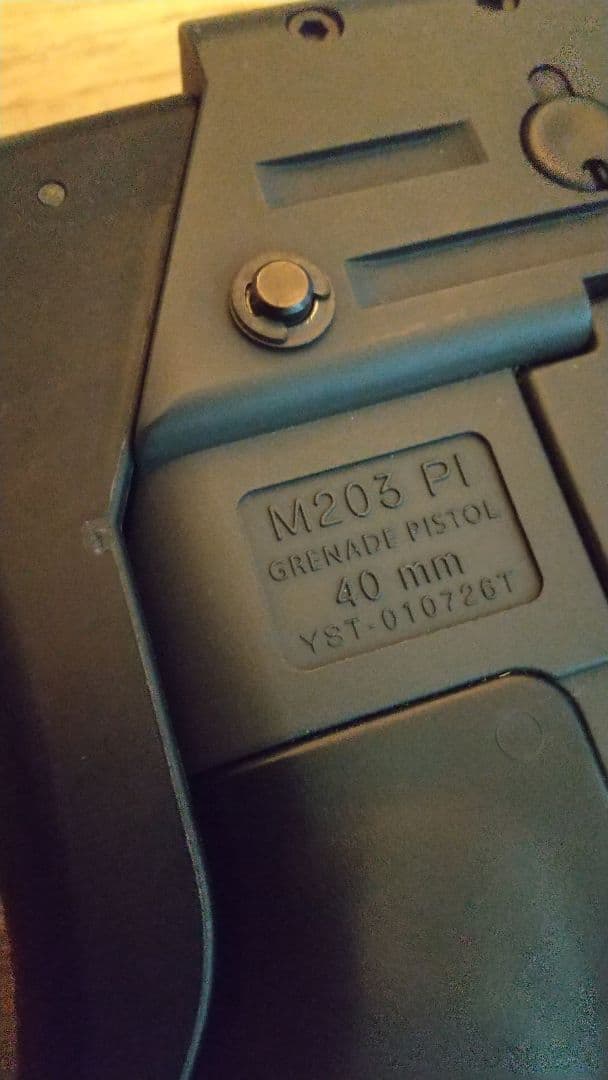 M203 PI
GRENADE PISTOL
40 mm
YST-010726T